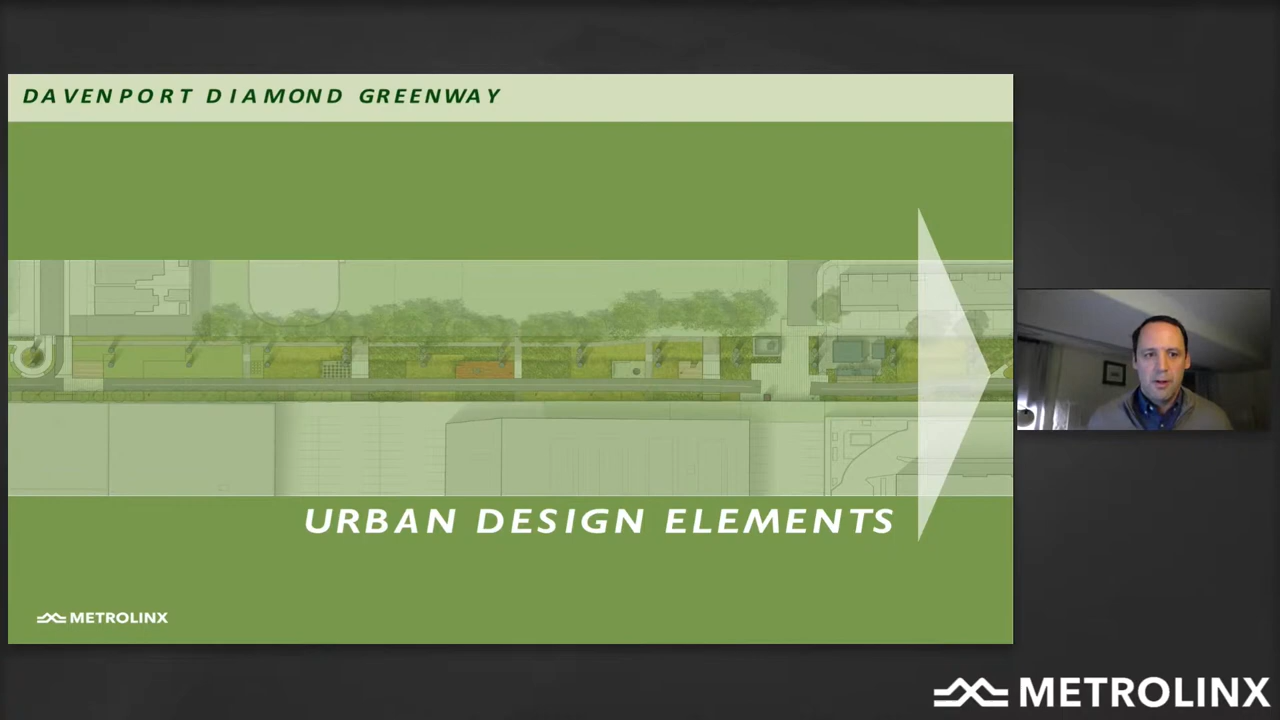 DAVENPORT DIAMOND GREENWAY
URBAN DESIGN ELEMENTS
METROLINX
METROLINX